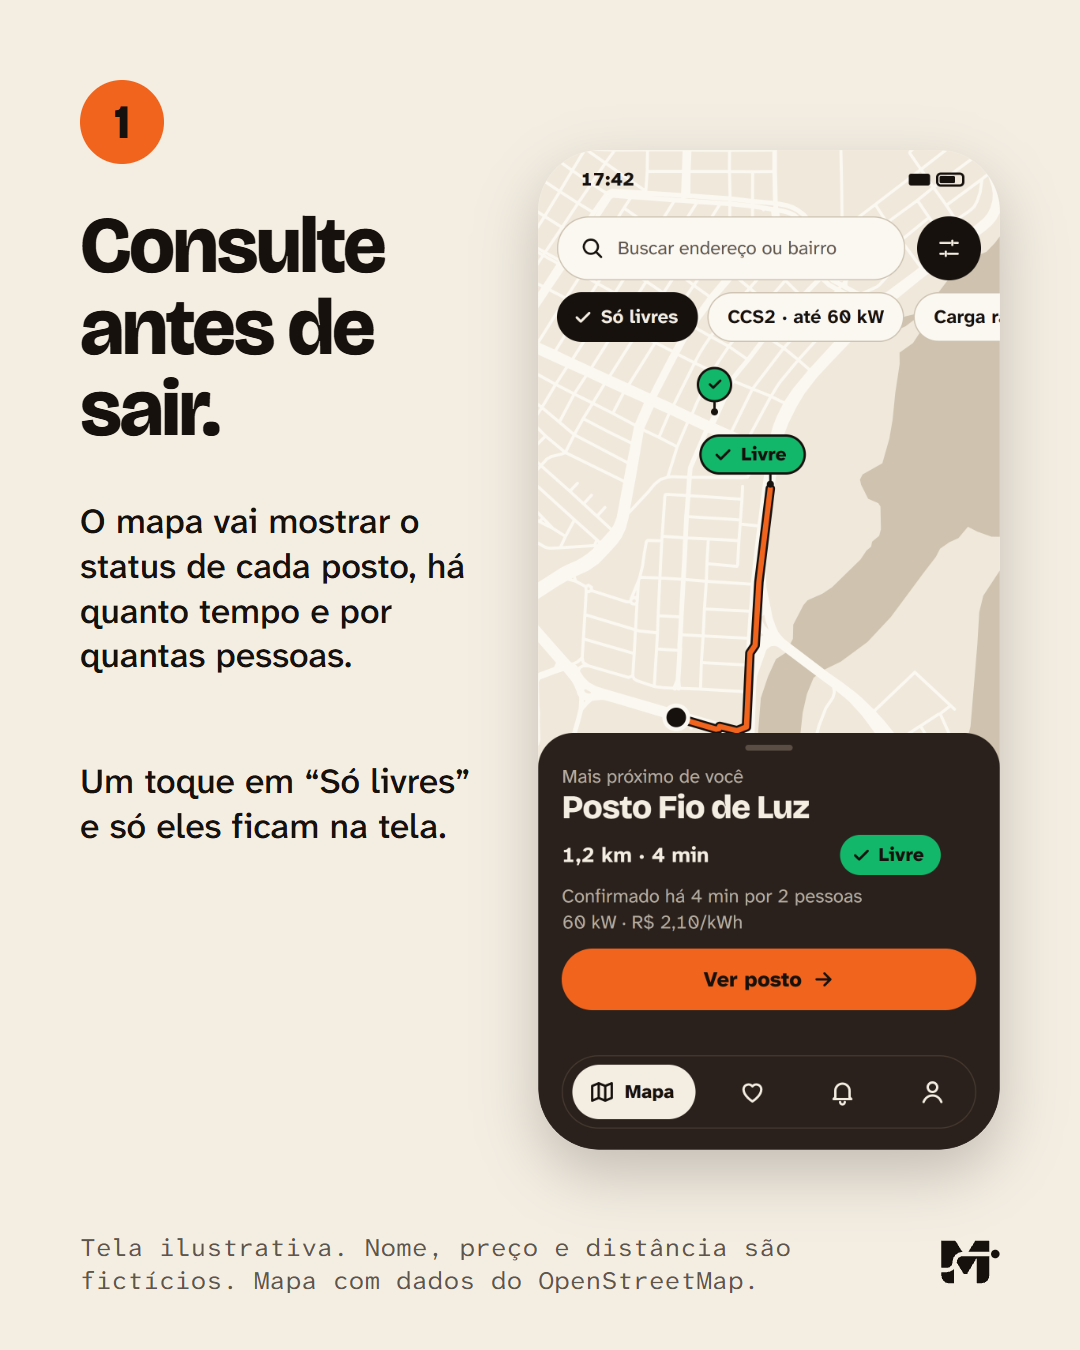 1
Consulte
antes de
sair.
O mapa vai mostrar o
status de cada posto, há
quanto tempo e por
quantas pessoas.
Um toque em “Só livres”
e só eles ficam na tela.
17:42
Buscar endereço ou bairro
Só livres
CCS2 · até 60 kW
Carga r
Livre
Mais próximo de você
Posto Fio de Luz
1,2 km · 4 min
Livre
Confirmado há 4 min por 2 pessoas
60 kW · R$ 2,10/kWh
Ver posto →
Mapa
Tela ilustrativa. Nome, preço e distância são
fictícios. Mapa com dados do OpenStreetMap.